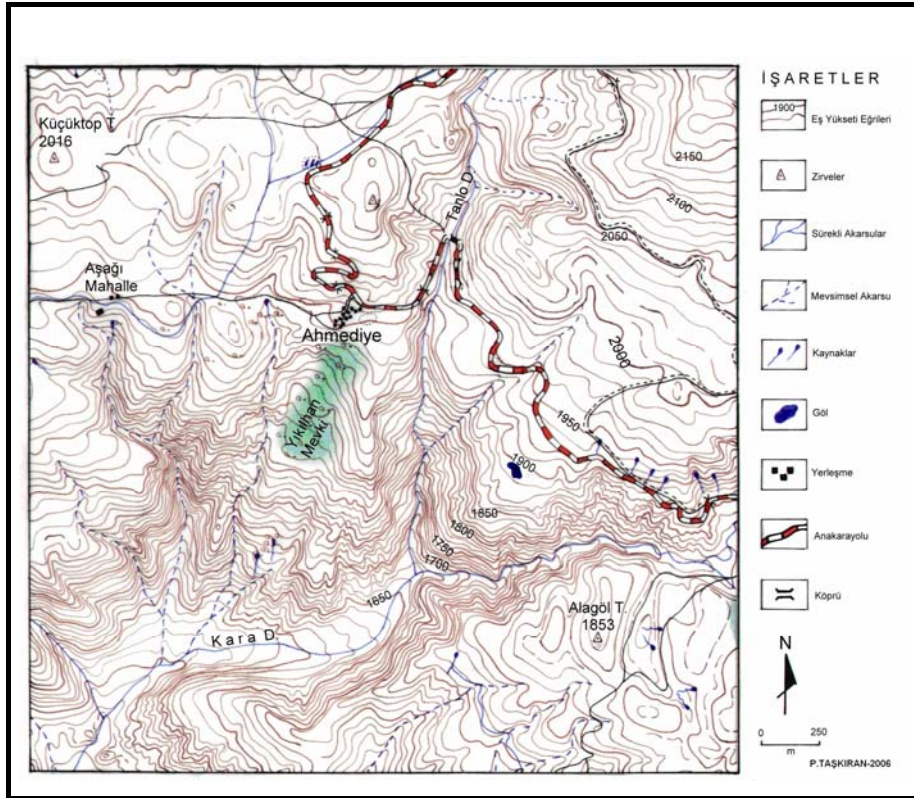 Küçüktop T.
2016
Aşağı
Mahalle
Ahmediye
Yıkılhan
Mevki
Tanlo D
2150
2100
2050
2000
1950
1900
1850
1800
1750
1700
1650
Kara D.
Alagöl T.
1853
İŞARETLER
1900
Eş Yükselti Eğrileri
Zirveler
Sürekli Akarsular
Mevsimsel Akarsu
Kaynaklar
Göl
Yerleşme
Anakarayolu
Köprü
N
0 250
m
P.TAŞKIRAN-2006